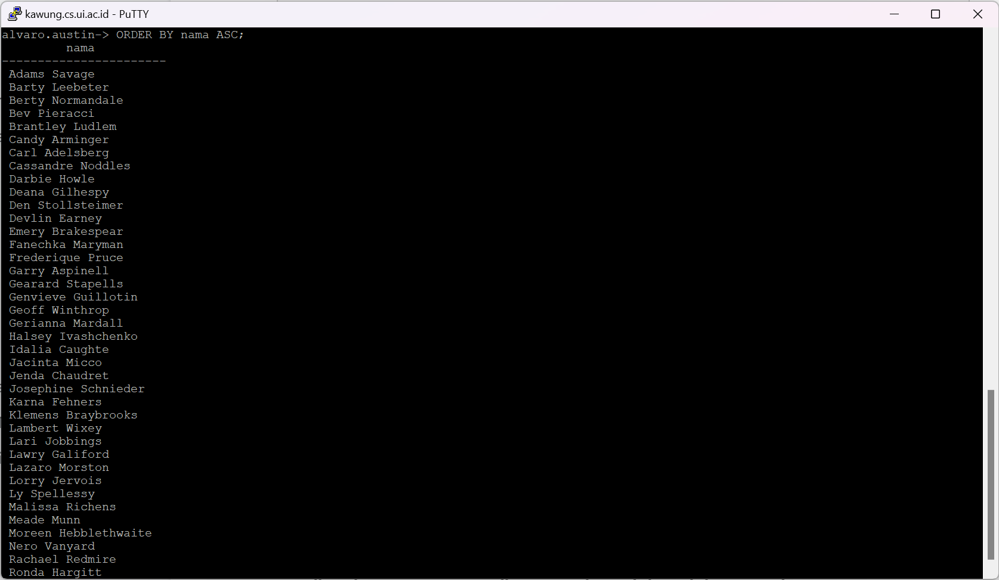 kawung.cs.ui.ac.id - PuTTY
alvaro.austin-> ORDER BY nama ASC;
nama
-----------------------
Adams Savage
Barty Leebeter
Berty Normandale
Bev Pieracci
Brantley Ludlem
Candy Arminger
Carl Adelsberg
Cassandre Noddles
Darbie Howle
Deana Gilhespy
Den Stollsteimer
Devlin Earney
Emery Brakespear
Fanechka Maryman
Frederique Pruce
Garry Aspinell
Gearard Stapells
Genvieve Guillotin
Geoff Winthrop
Gerianna Mardall
Halsey Ivashchenko
Idalia Caughte
Jacinta Micco
Jenda Chaudret
Josephine Schnieder
Karna Fehners
Klemens Braybrooks
Lambert Wixey
Lari Jobbings
Lawry Galiford
Lazaro Morston
Lorry Jervois
Ly Spellessy
Malissa Richens
Meade Munn
Moreen Hebblethwaite
Nero Vanyard
Rachael Redmire
Ronda Hargitt